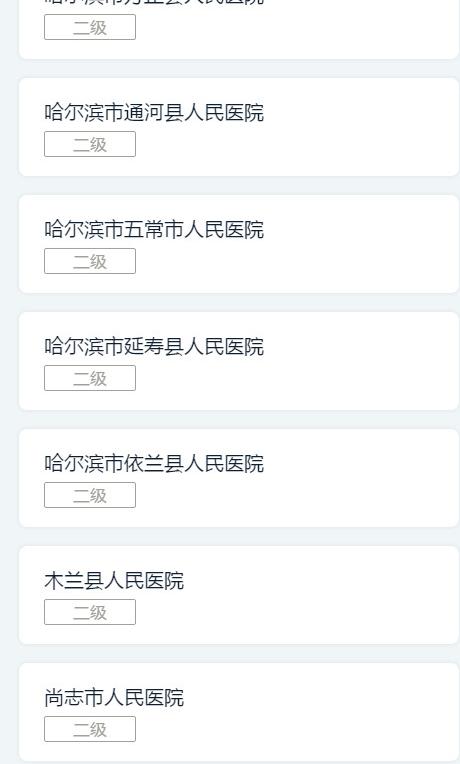 二级
哈尔滨市通河县人民医院
二级
哈尔滨市五常市人民医院
二级
哈尔滨市延寿县人民医院
二级
哈尔滨市依兰县人民医院
二级
木兰县人民医院
二级
尚志市人民医院
二级